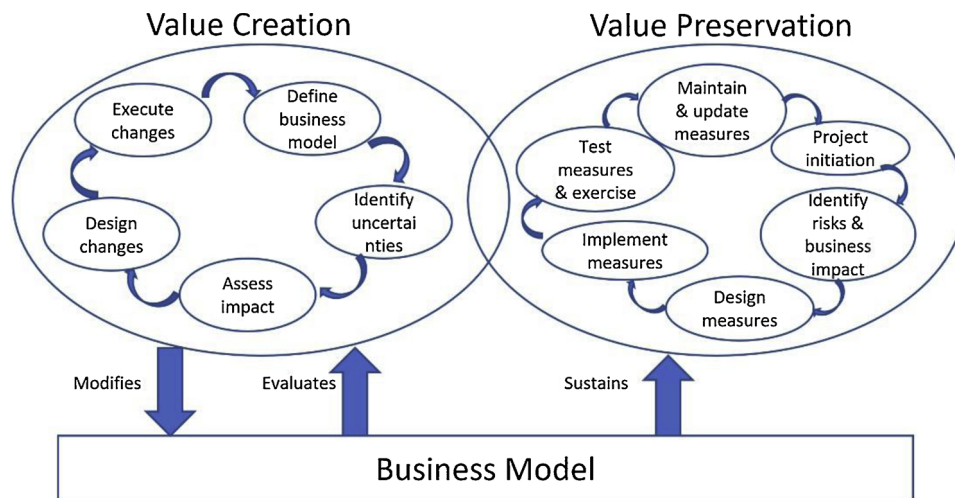 Value Creation
Value Preservation
Execute
changes
Define
business
model
Identify
uncertai
nties
Assess
impact
Design
changes
Maintain
& update
measures
Project
initiation
Identify
risks &
business
impact
Design
measures
Implement
measures
Test
measures
& exercise
Modifies
Evaluates
Sustains
Business Model